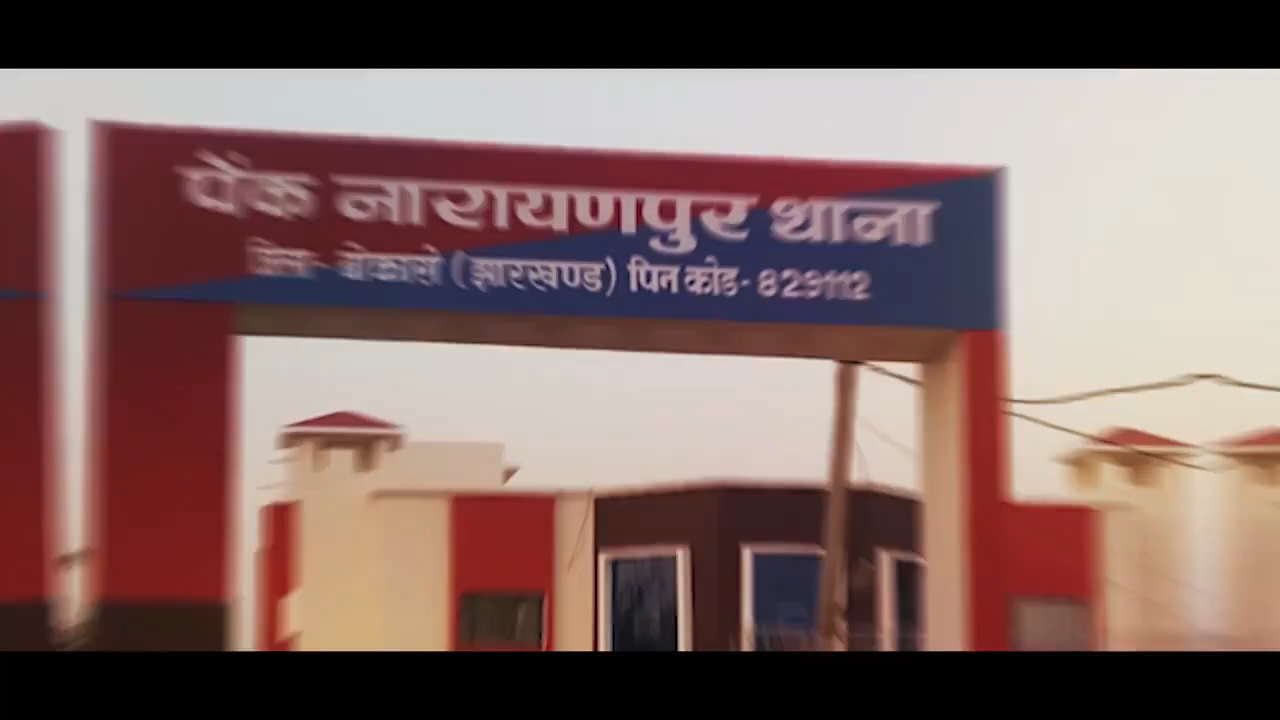 पेंक नारायणपुर थाना
जिला- बोकारो (झारखण्ड) पिन कोड- 829112